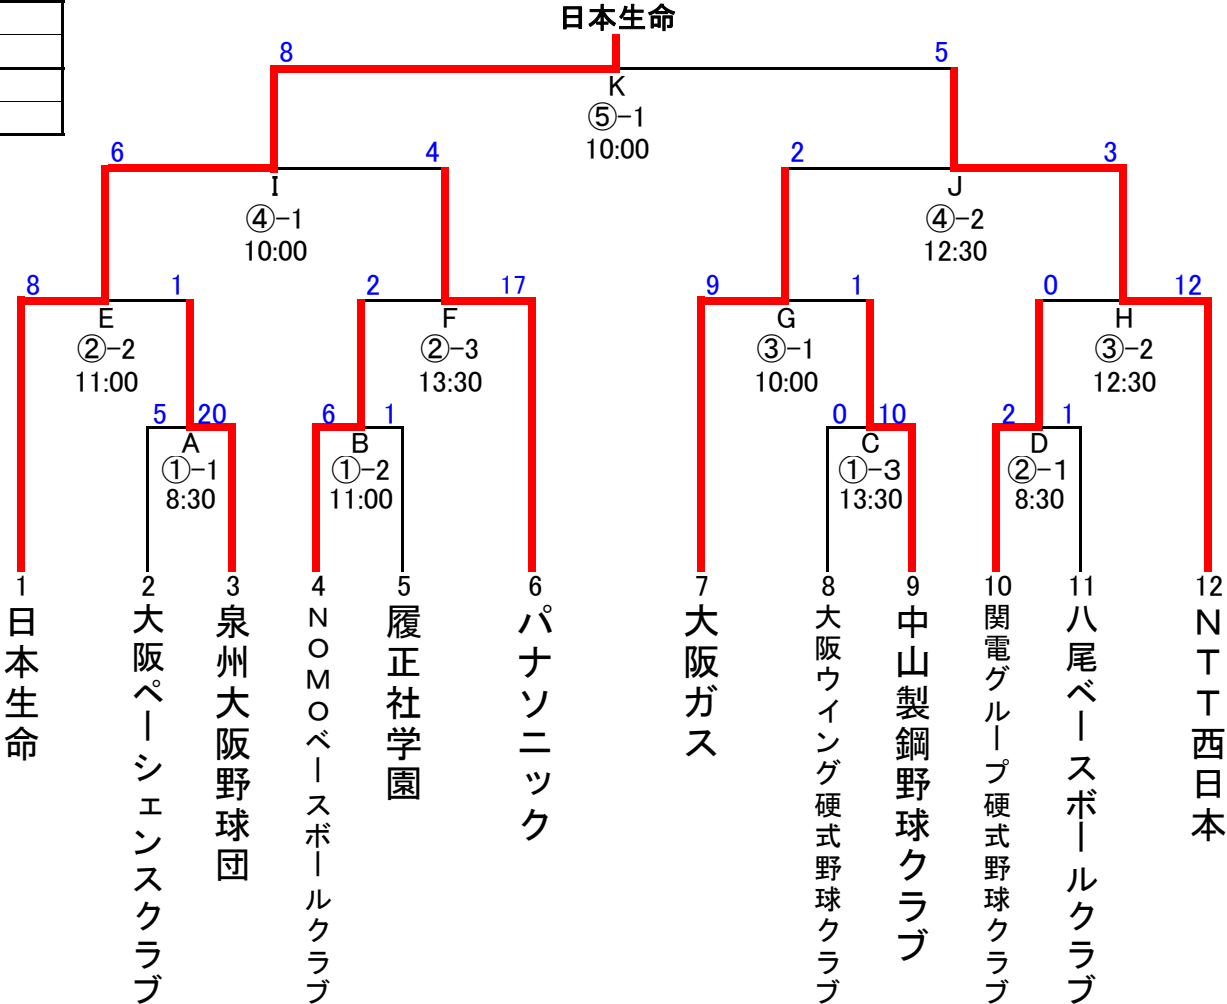 日本生命
8 5
K
⑤-1
10:00
6 4 2 3
I J
④-1 ④-2
10:00 12:30
8 1 2 17 9 1 0 12
E F G H
②-2 ②-3 ③-1 ③-2
11:00 13:30 10:00 12:30
5 20 6 1 0 10 2 1
A B C D
①-1 ①-2 ①-3 ②-1
8:30 11:00 13:30 8:30
1 2 3 4 5 6 7 8 9 10 11 12
日本生命
大阪ペーシェンスクラブ
泉州大阪野球団
NOMOベースボールクラブ
履正社学園
パナソニック
大阪ガス
大阪ウイング硬式野球クラブ
中山製鋼野球クラブ
関電グループ硬式野球クラブ
八尾ベースボールクラブ
NTT西日本